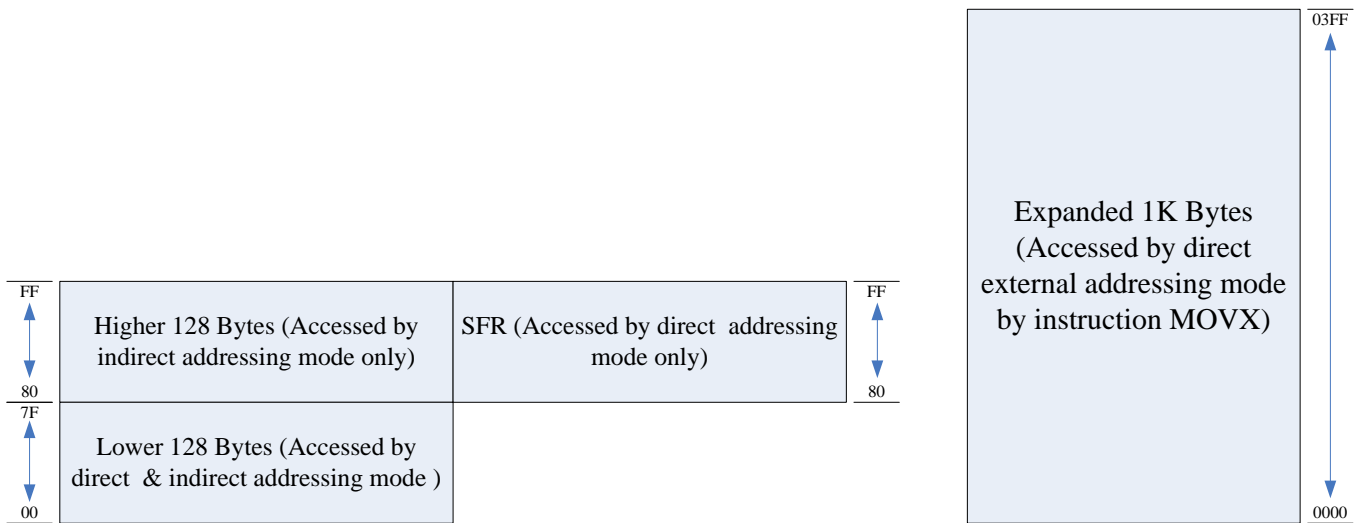 03FF
Expanded 1K Bytes
(Accessed by direct
external addressing mode
by instruction MOVX)
0000
FF
80
7F
00
Higher 128 Bytes (Accessed by
indirect addressing mode only)
SFR (Accessed by direct addressing
mode only)
FF
80
Lower 128 Bytes (Accessed by
direct & indirect addressing mode )